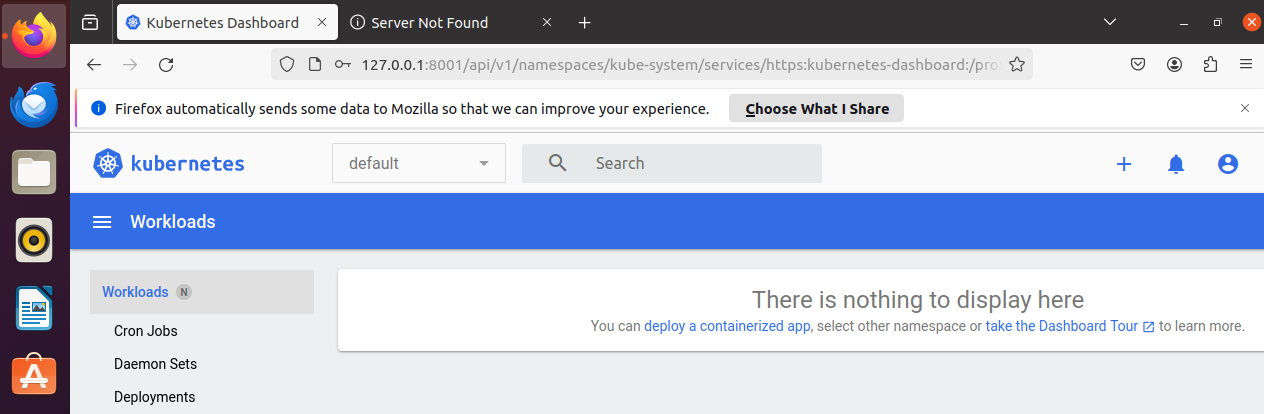 Kubernetes Dashboard
Server Not Found
127.0.0.1:8001/api/v1/namespaces/kube-system/services/https:kubernetes-dashboard:/pro
Firefox automatically sends some data to Mozilla so that we can improve your experience. Choose What I Share
kubernetes
default
Search
Workloads
Workloads N
There is nothing to display here
You can deploy a containerized app, select other namespace or take the Dashboard Tour to learn more.
Cron Jobs
Daemon Sets
Deployments